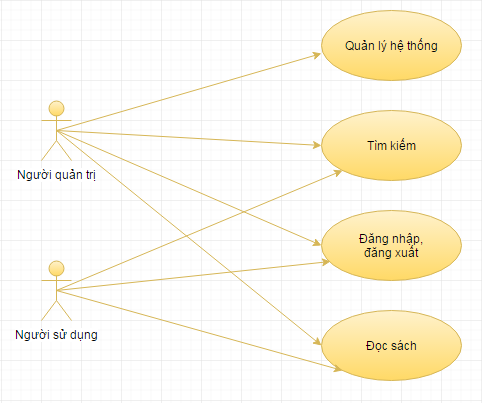 Quản lý hệ thống
Tìm kiếm
Người quản trị
Đăng nhập,
đăng xuất
Người sử dụng
Đọc sách